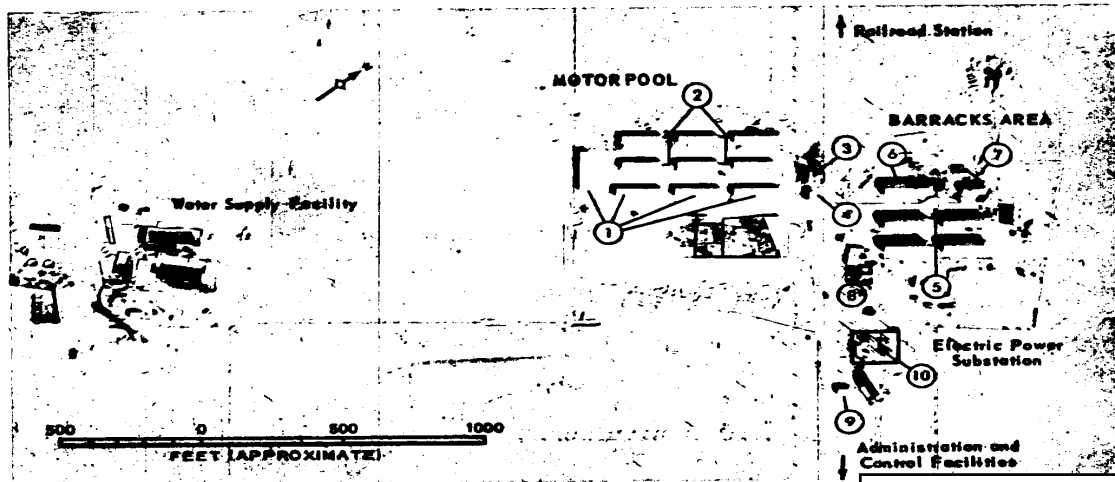 Railroad Station
MOTOR POOL
2
BARRACKS AREA
3
6
7
Water Supply Facility
4
1
8
5
Electric Power
Substation
10
500 0 500 1000
FEET (APPROXIMATE)
9
Administration and
Control Facilities